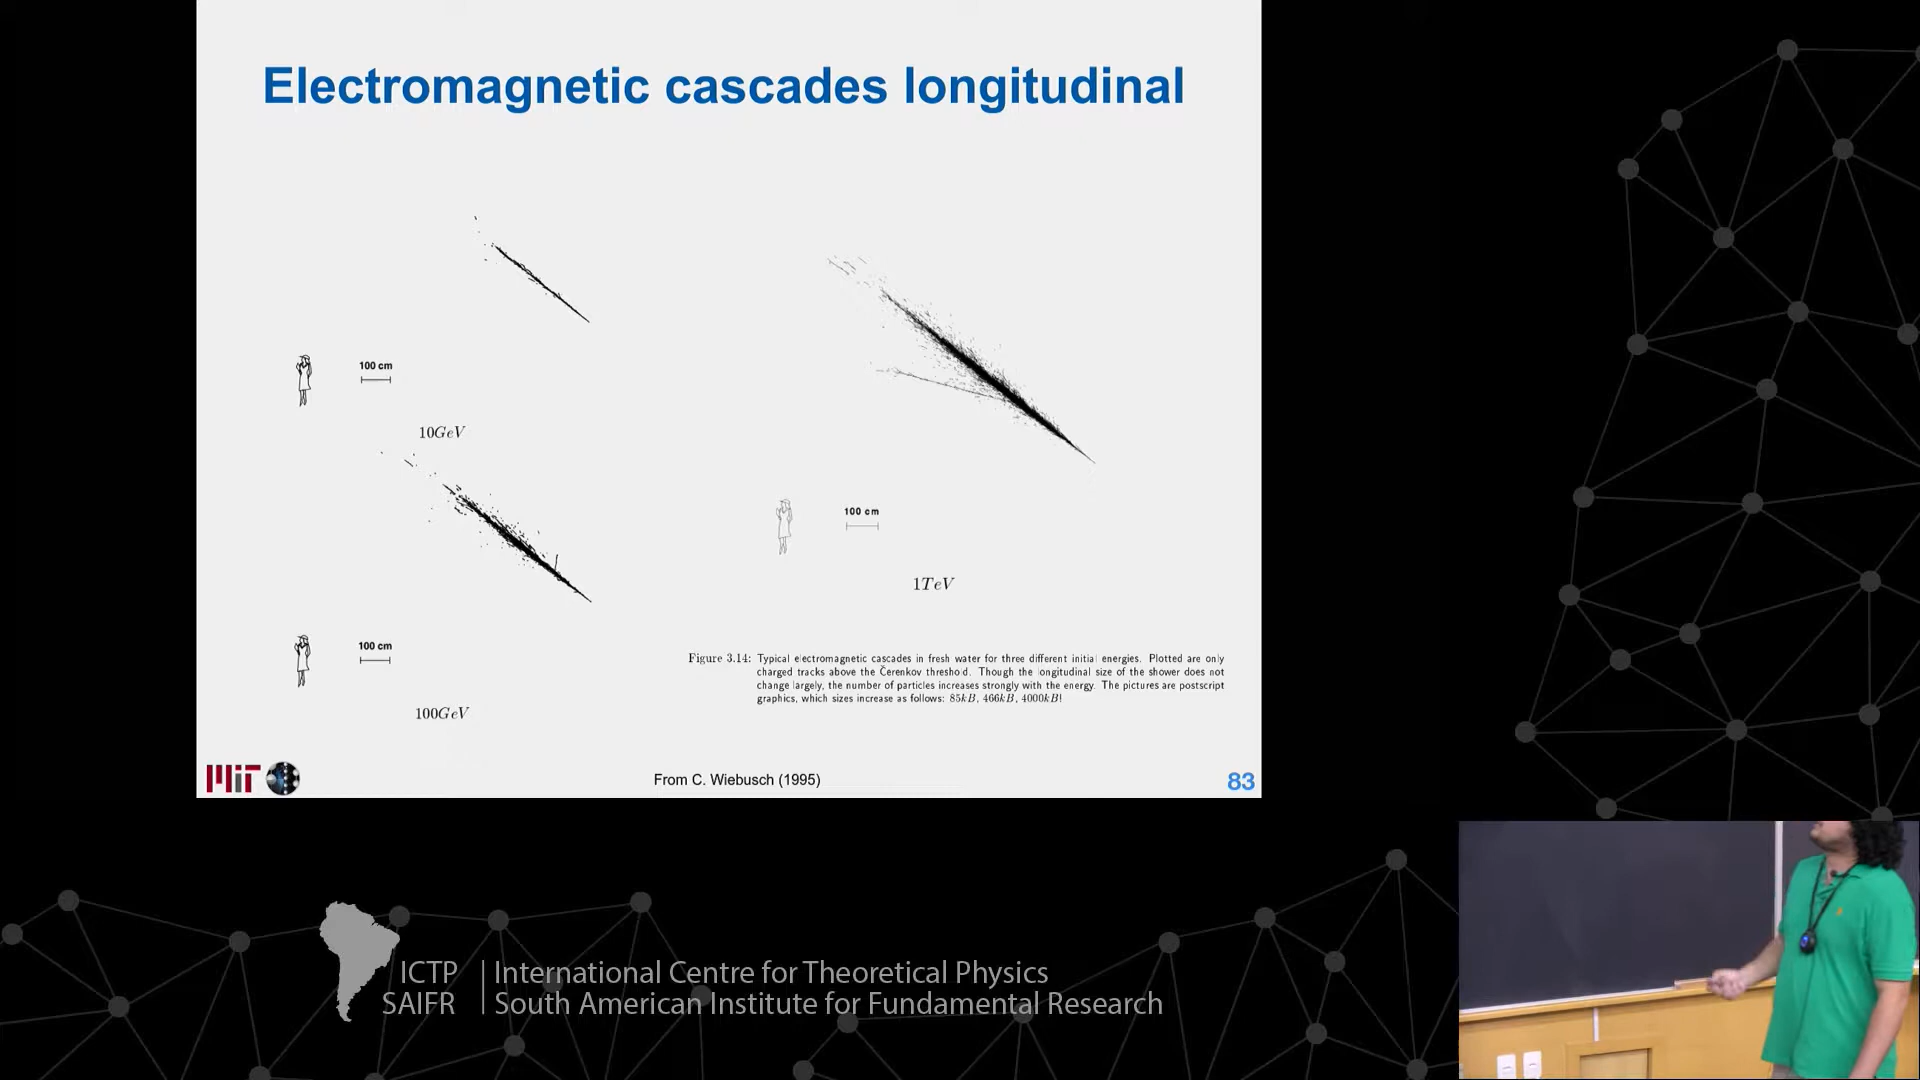 Electromagnetic cascades longitudinal
100 cm
10GeV
100 cm
100GeV
100 cm
1TeV
Figure 3.14: Typical electromagnetic cascades in fresh water for three different initial energies. Plotted are only
charged tracks above the Čerenkov threshold. Though the longitudinal size of the shower does not
change largely, the number of particles increases strongly with the energy. The pictures are postscript
graphics, which sizes increase as follows: 85kB, 466kB, 4000kB!
MIT
From C. Wiebusch (1995)
83
ICTP
SAIFR
International Centre for Theoretical Physics
South American Institute for Fundamental Research